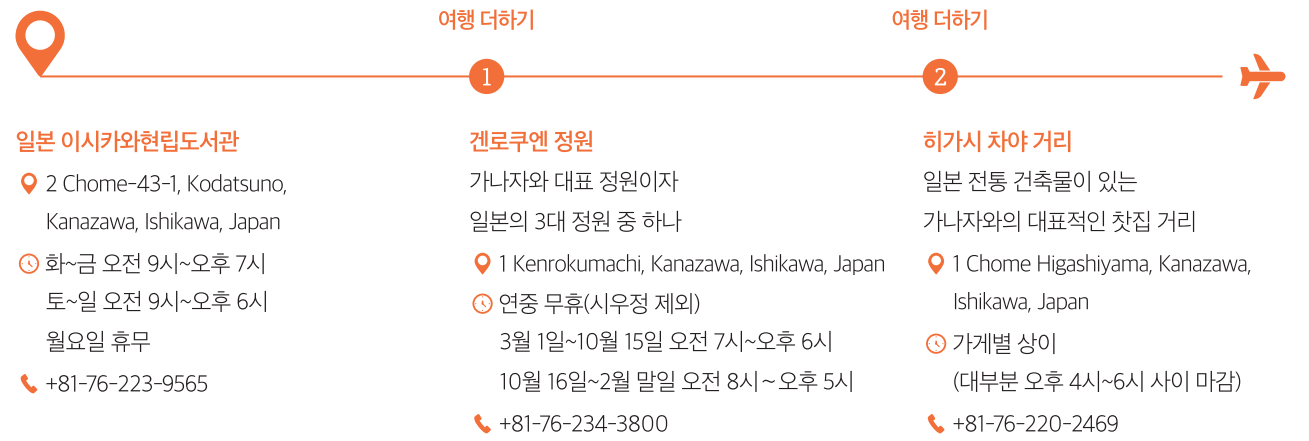 여행 더하기
여행 더하기
1
2
일본 이시카와현립도서관
2 Chome-43-1, Kodatsuno,
Kanazawa, Ishikawa, Japan
화~금 오전 9시~오후 7시
토~일 오전 9시~오후 6시
월요일 휴무
+81-76-223-9565
겐로쿠엔 정원
가나자와 대표 정원이자
일본의 3대 정원 중 하나
1 Kenrokumachi, Kanazawa, Ishikawa, Japan
연중 무휴(시우정 제외)
3월 1일~10월 15일 오전 7시~오후 6시
10월 16일~2월 말일 오전 8시~오후 5시
+81-76-234-3800
히가시 차야 거리
일본 전통 건축물이 있는
가나자와의 대표적인 찻집 거리
1 Chome Higashiyama, Kanazawa,
Ishikawa, Japan
가게별 상이
(대부분 오후 4시~6시 사이 마감)
+81-76-220-2469